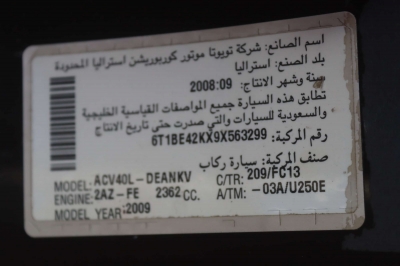 اسم الصانع: شركة تويوتا موتور كوربوريشن استراليا المحدودة
بلد الصنع: استراليا
سنة وشهر الانتاج: 2008:09
تطابق هذه السيارة جميع المواصفات القياسية الخليجية
والسعودية للسيارات والتي صدرت حتى تاريخ الانتاج
رقم المركبة: 6T1BE42KX9X563299
صنف المركبة: سيارة ركاب
MODEL: ACV40L-DEANKV C/TR: 209/FC13
ENGINE: 2AZ-FE 2362 CC. A/TM: -03A/U250E
MODEL YEAR:2009